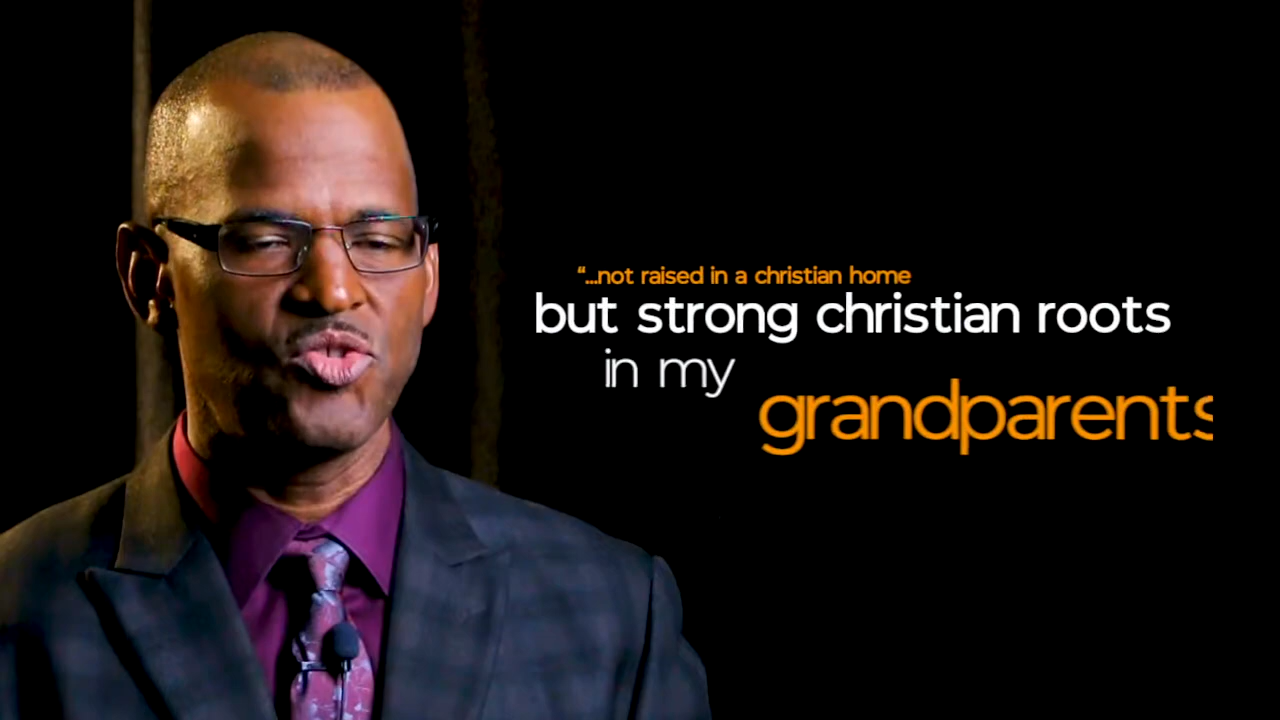 “...not raised in a christian home
but strong christian roots
in my
grandparents